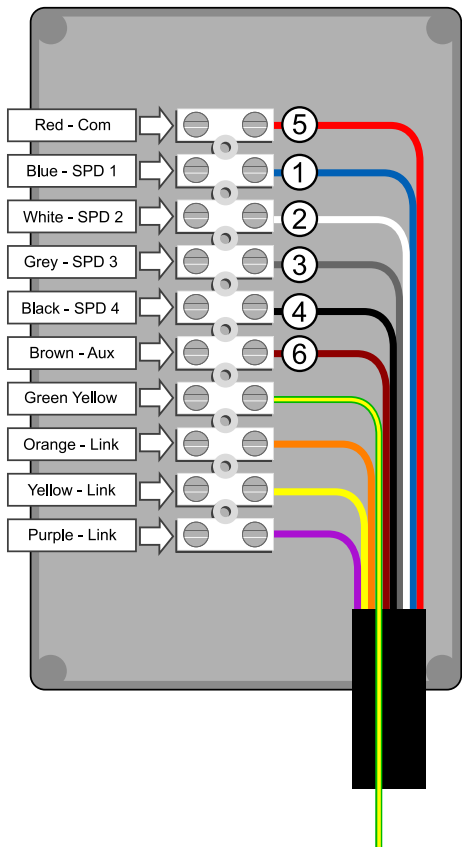 Red - Com
5
Blue - SPD 1
1
White - SPD 2
2
Grey - SPD 3
3
Black - SPD 4
4
Brown - Aux
6
Green Yellow
Orange - Link
Yellow - Link
Purple - Link